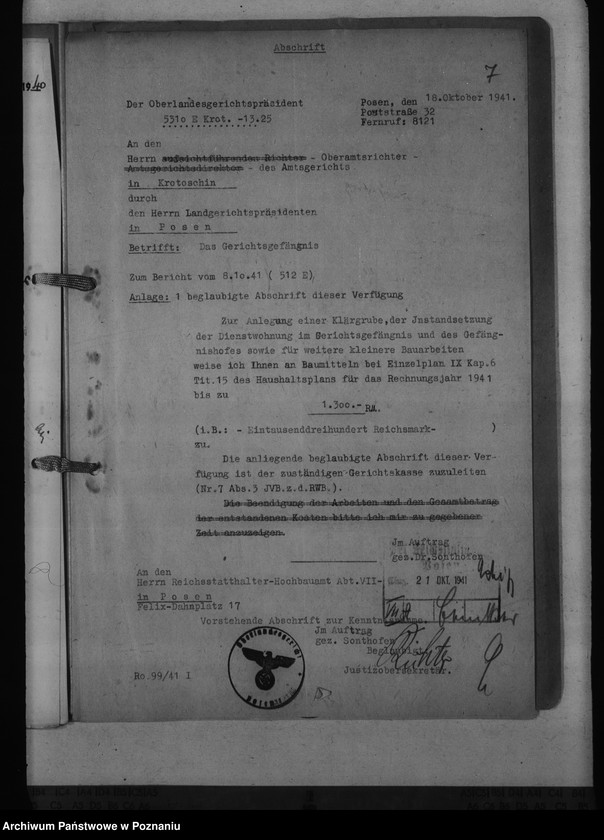 Abschrift
7
40
Der Oberlandesgerichtspräsident
5310 E Krot. -13.25
Posen, den 18.Oktober 1941.
Poststraße 32
Fernruf: 8121
An den
Herrn aufsichtführenden Richter - Oberamtsrichter -
Amtsgerichtsdirektor - des Amtsgerichts
in Krotoschin
durch
den Herrn Landgerichtspräsidenten
in Posen
Betrifft: Das Gerichtsgefängnis
Zum Bericht vom 8.10.41 ( 512 E)
Anlage: 1 beglaubigte Abschrift dieser Verfügung
Zur Anlegung einer Klärgrube, der Jnstandsetzung
der Dienstwohnung im Gerichtsgefängnis und des Gefäng-
nishofes sowie für weitere kleinere Bauarbeiten
weise ich Ihnen an Baumitteln bei Einzelplan IX Kap.6
Tit.15 des Haushaltsplans für das Rechnungsjahr 1941
bis zu
1.300.- RM.
(i.B.: - Eintausenddreihundert Reichsmark- )
zu.
Die anliegende beglaubigte Abschrift dieser Ver-
fügung ist der zuständigen Gerichtskasse zuzuleiten
(Nr.7 Abs.3 JVB.z.d.RWB.).
Die Beendigung der Arbeiten und den Gesamtbetrag
der entstandenen Kosten bitte ich mir zu gegebener
Zeit anzuzeigen.
Jm Auftrag
gez.Dr.Sonthofen
An den
Herrn Reichsstatthalter-Hochbauamt Abt.VII-
in Posen
Felix-Dahnplatz 17
21 OKT. 1941
Vorstehende Abschrift zur Kenntnisnahme.
Jm Auftrag
gez. Sonthofen
Beglaubigt
Justizobersekretär.
Oberlandesgericht
Posen
Ro.99/41 I
Archiwum Państwowe w Poznaniu